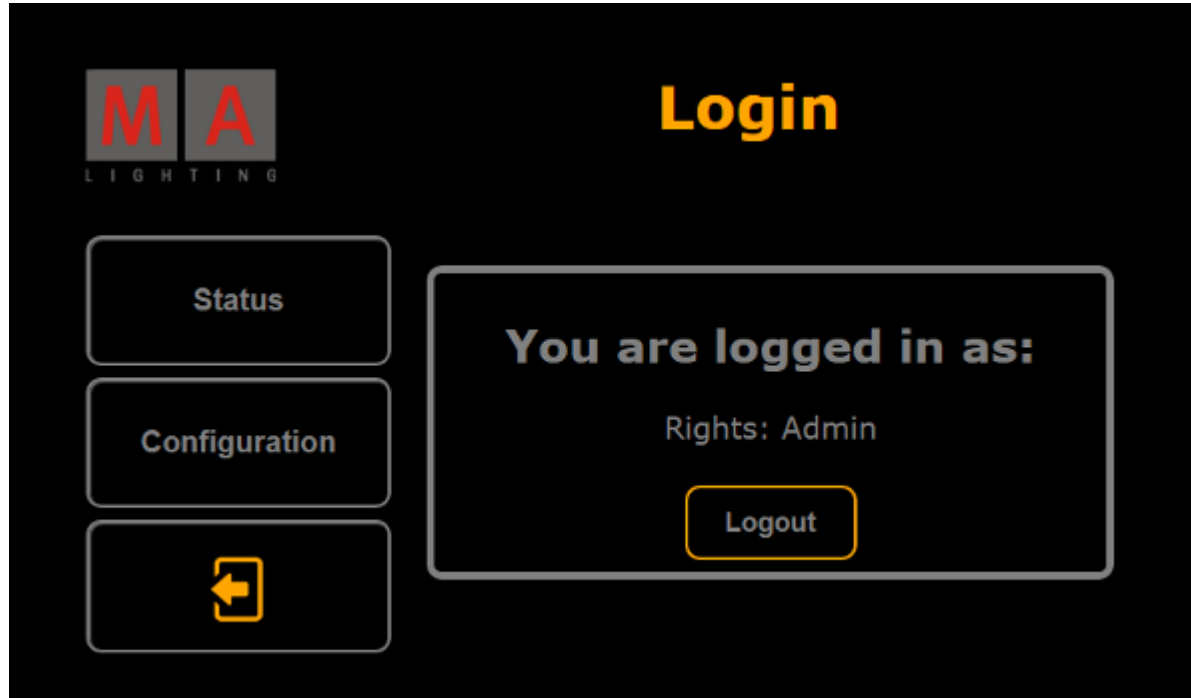 MA
LIGHTING
Login
Status
Configuration
You are logged in as:
Rights: Admin
Logout